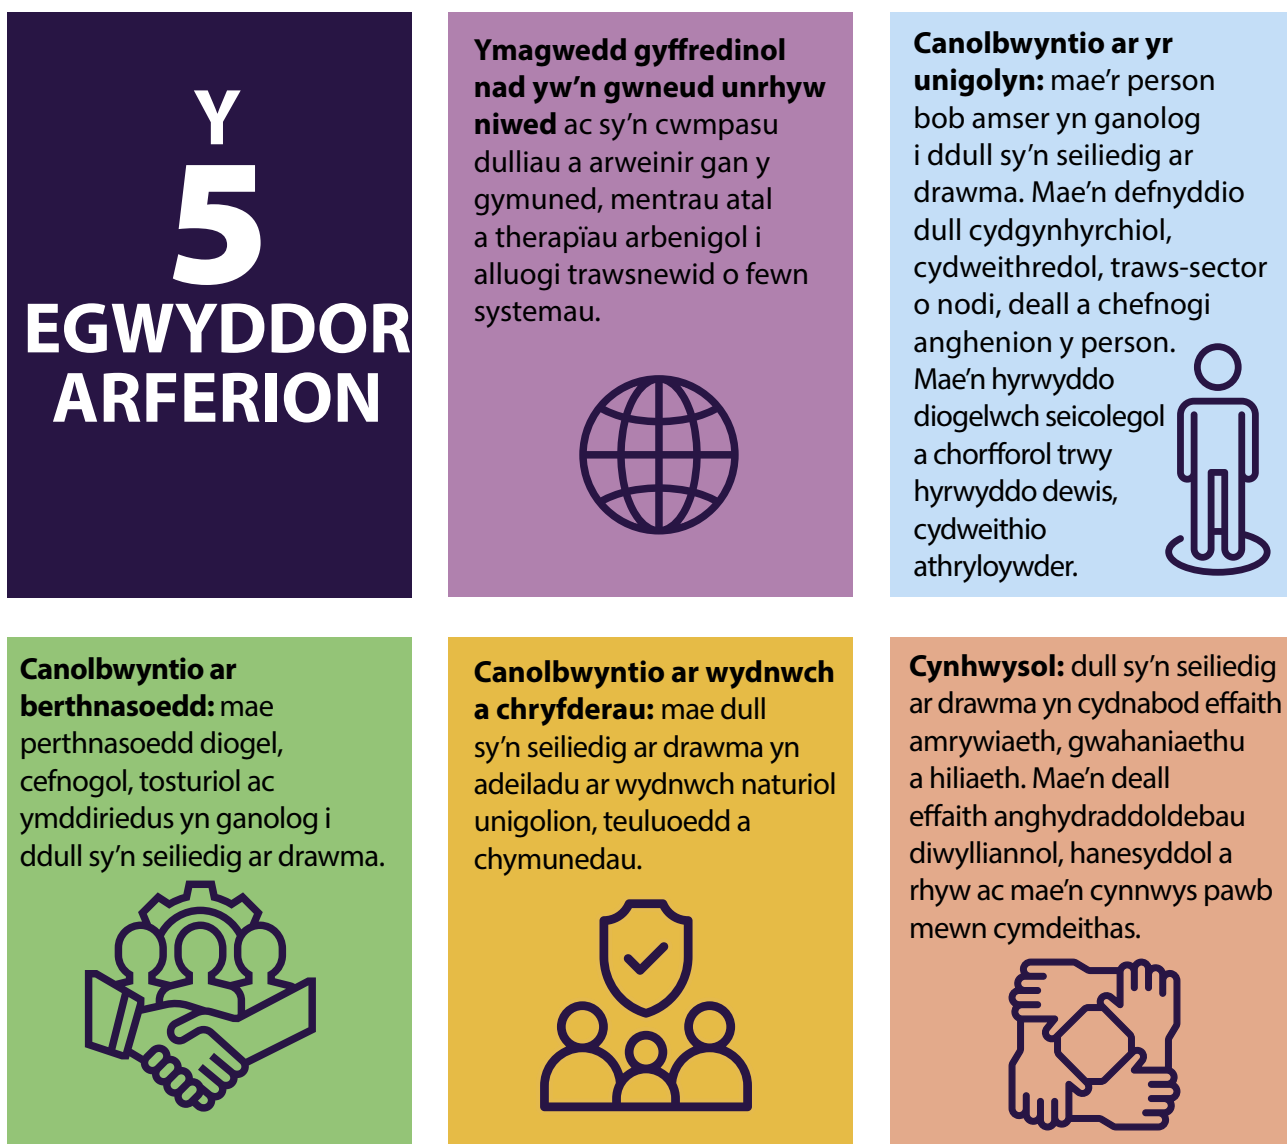 Y
5
EGWYDDOR
ARFERION
Ymagwedd gyffredinol
nad yw’n gwneud unrhyw
niwed ac sy’n cwmpasu
dulliau a arweinir gan y
gymuned, mentrau atal
a therapïau arbenigol i
alluogi trawsnewid o fewn
systemau.
Canolbwyntio ar yr
unigolyn: mae’r person
bob amser yn ganolog
i ddull sy’n seiliedig ar
drawma. Mae’n defnyddio
dull cydgynhyrchiol,
cydweithredol, traws-sector
o nodi, deall a chefnogi
anghenion y person.
Mae’n hyrwyddo
diogelwch seicolegol
a chorfforol trwy
hyrwyddo dewis,
cydweithio
athryloywder.
Canolbwyntio ar
berthnasoedd: mae
perthnasoedd diogel,
cefnogol, tosturiol ac
ymddiriedus yn ganolog i
ddull sy’n seiliedig ar drawma.
Canolbwyntio ar wydnwch
a chryfderau: mae dull
sy’n seiliedig ar drawma yn
adeiladu ar wydnwch naturiol
unigolion, teuluoedd a
chymunedau.
Cynhwysol: dull sy’n seiliedig
ar drawma yn cydnabod effaith
amrywiaeth, gwahaniaethu
a hiliaeth. Mae’n deall
effaith anghydraddoldebau
diwylliannol, hanesyddol a
rhyw ac mae’n cynnwys pawb
mewn cymdeithas.